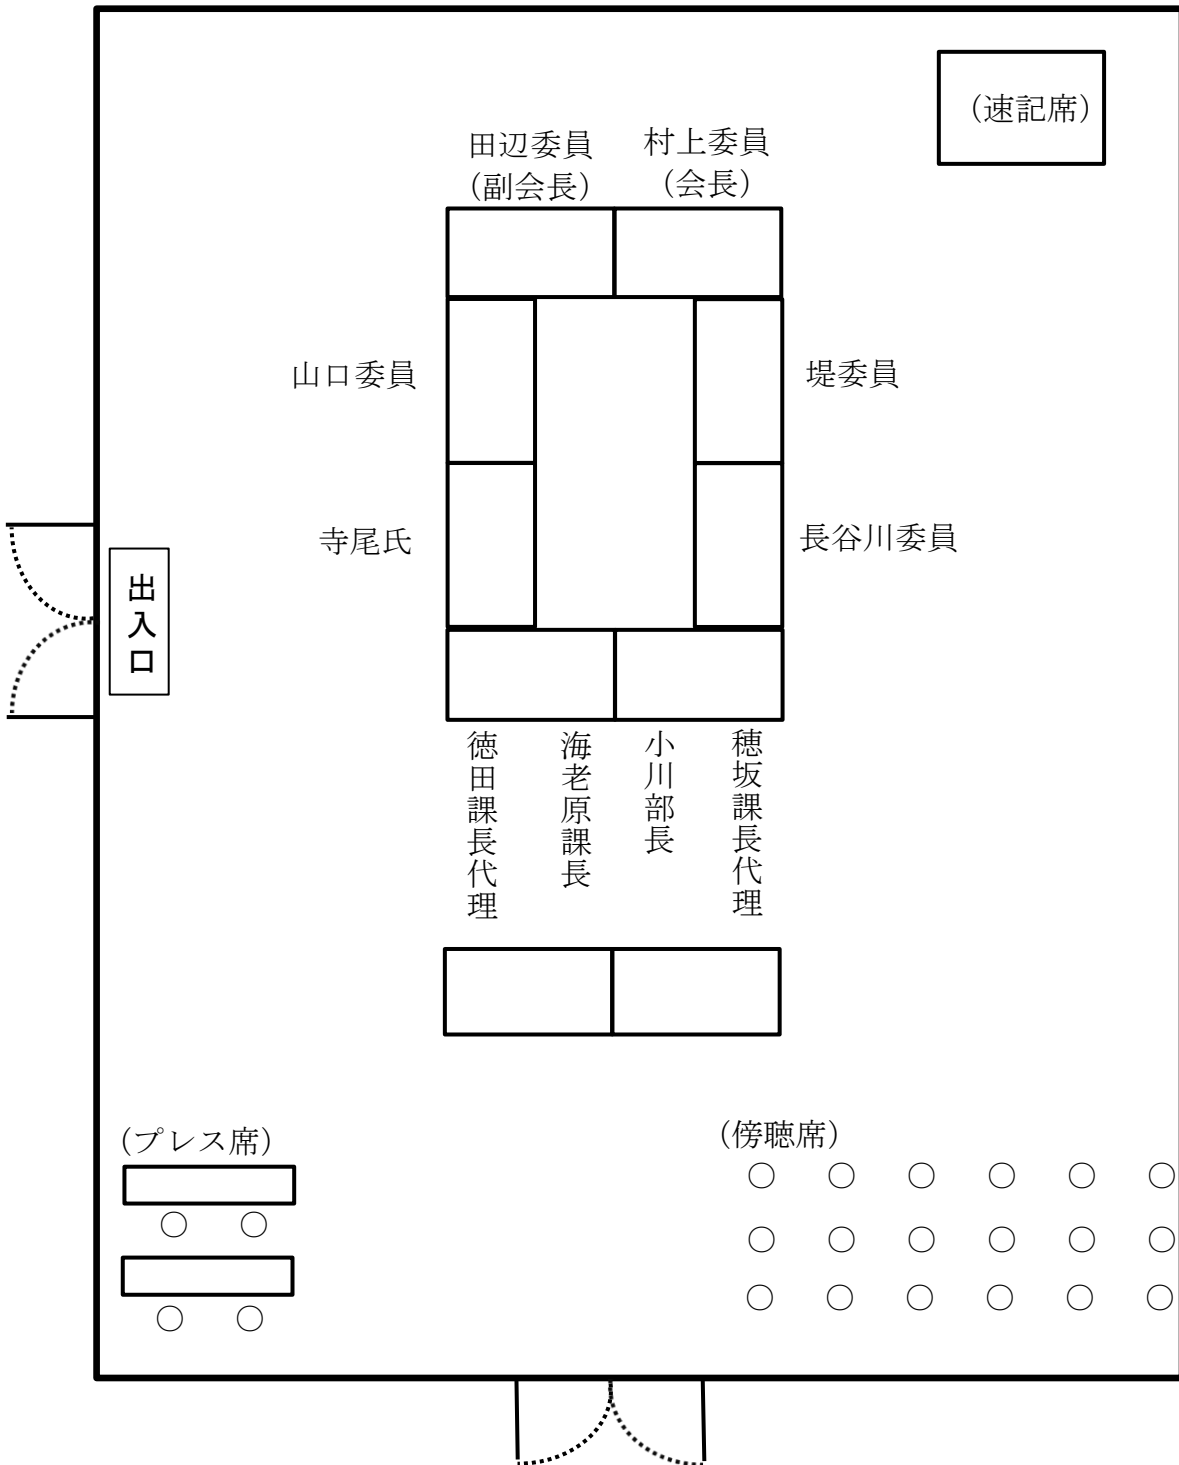 （速記席）
田辺委員
（副会長）
村上委員
（会長）
山口委員
堤委員
寺尾氏
長谷川委員
出入口
徳田課長代理
海老原課長
小川部長
穂坂課長代理
（プレス席）
（傍聴席）